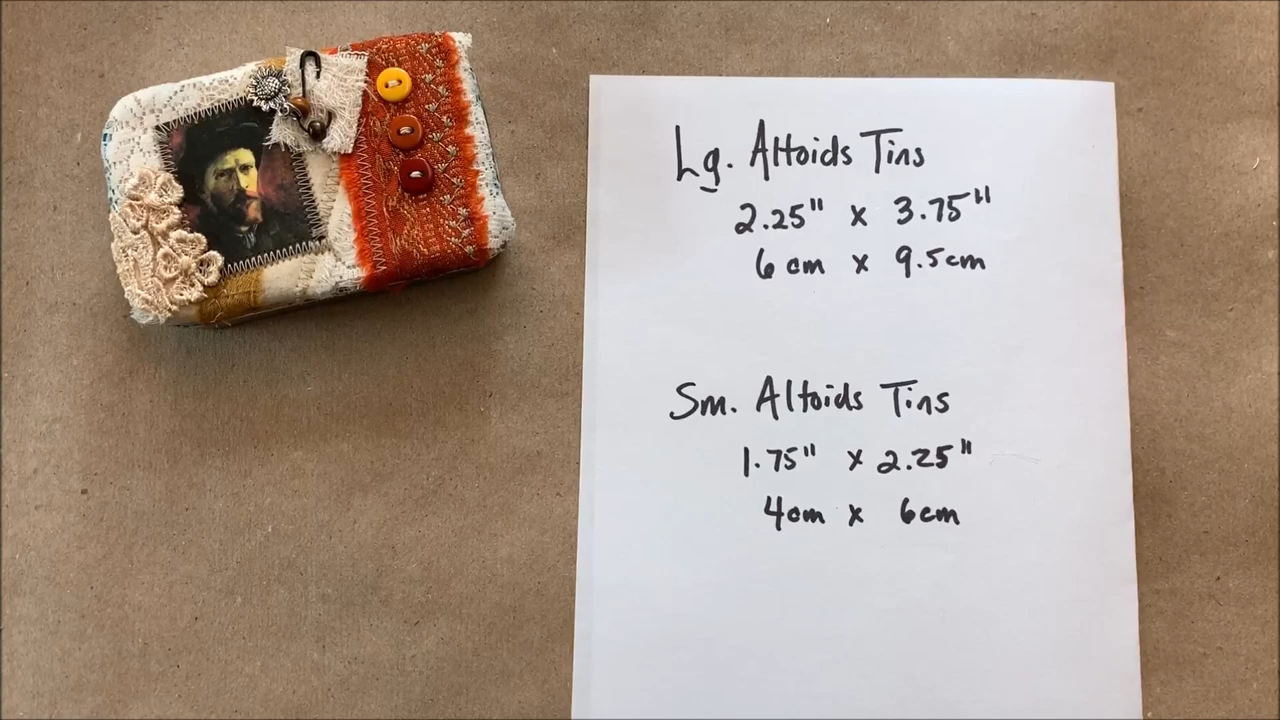 Lg. Altoids Tins
2.25" x 3.75"
6 cm x 9.5cm
Sm. Altoids Tins
1.75" x 2.25"
4cm x 6cm